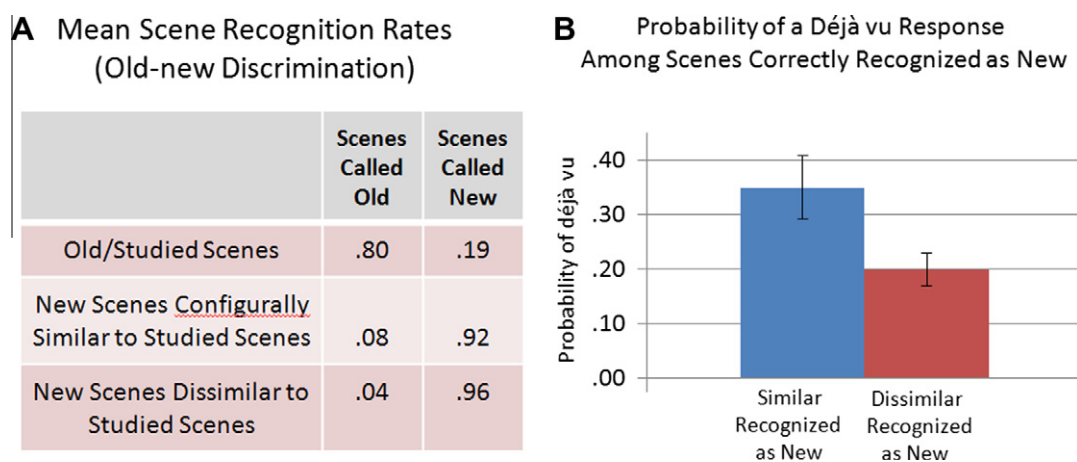 A Mean Scene Recognition Rates
(Old-new Discrimination)
Scenes Called Old
Scenes Called New
Old/Studied Scenes .80 .19
New Scenes Configurally
Similar to Studied Scenes .08 .92
New Scenes Dissimilar to
Studied Scenes .04 .96
B Probability of a Déjà vu Response
Among Scenes Correctly Recognized as New
Probability of déjà vu
.40
.30
.20
.10
.00
Similar
Recognized
as New
Dissimilar
Recognized
as New